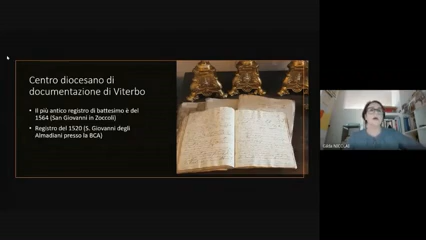 Centro diocesano di
documentazione di Viterbo
• Il più antico registro di battesimo è del
1564 (San Giovanni in Zoccoli)
• Registro del 1520 (S. Giovanni degli
Almadiani presso la BCA)